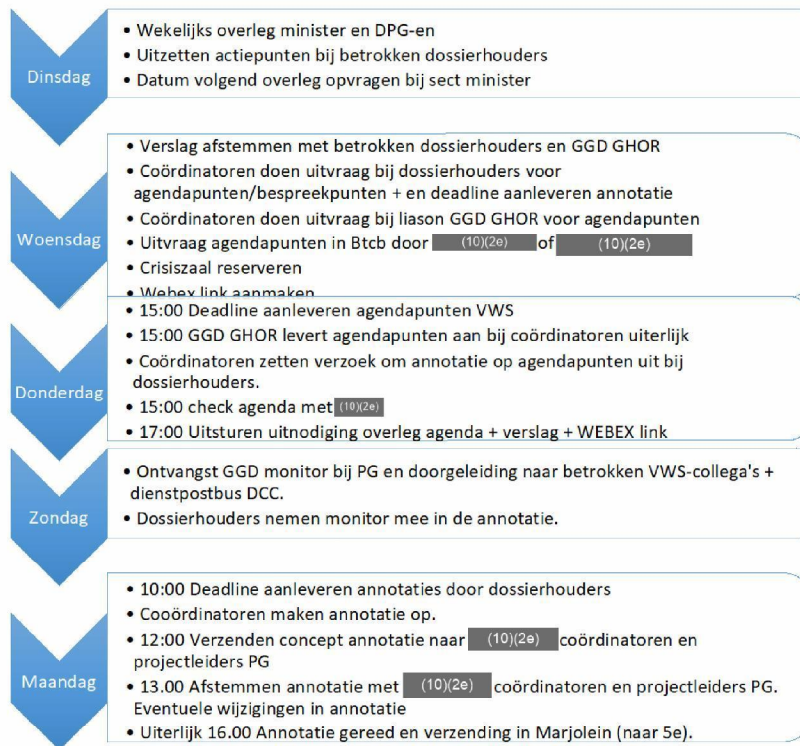 Dinsdag
• Wekelijks overleg minister en DPG-en
• Uitzetten actiepunten bij betrokken dossierhouders
• Datum volgend overleg opvragen bij sect minister
Woensdag
• Verslag afstemmen met betrokken dossierhouders en GGD GHOR
• Coördinatoren doen uitvraag bij dossierhouders voor
agendapunten/bespreekpunten + en deadline aanleveren annotatie
• Coördinatoren doen uitvraag bij liason GGD GHOR voor agendapunten
• Uitvraag agendapunten in Btcb door (10)(2e) of (10)(2e)
• Crisiszaal reserveren
• Webex link aanmaken
Donderdag
• 15:00 Deadline aanleveren agendapunten VWS
• 15:00 GGD GHOR levert agendapunten aan bij coördinatoren uiterlijk
• Coördinatoren zetten verzoek om annotatie op agendapunten uit bij
dossierhouders.
• 15:00 check agenda met (10)(2e)
• 17:00 Uitsturen uitnodiging overleg agenda + verslag + WEBEX link
Zondag
• Ontvangst GGD monitor bij PG en doorgeleiding naar betrokken VWS-collega's +
dienstpostbus DCC.
• Dossierhouders nemen monitor mee in de annotatie.
Maandag
• 10:00 Deadline aanleveren annotaties door dossierhouders
• Cooördinatoren maken annotatie op.
• 12:00 Verzenden concept annotatie naar (10)(2e) coördinatoren en
projectleiders PG
• 13.00 Afstemmen annotatie met (10)(2e) coördinatoren en projectleiders PG.
Eventuele wijzigingen in annotatie
• Uiterlijk 16.00 Annotatie gereed en verzending in Marjolein (naar 5e).